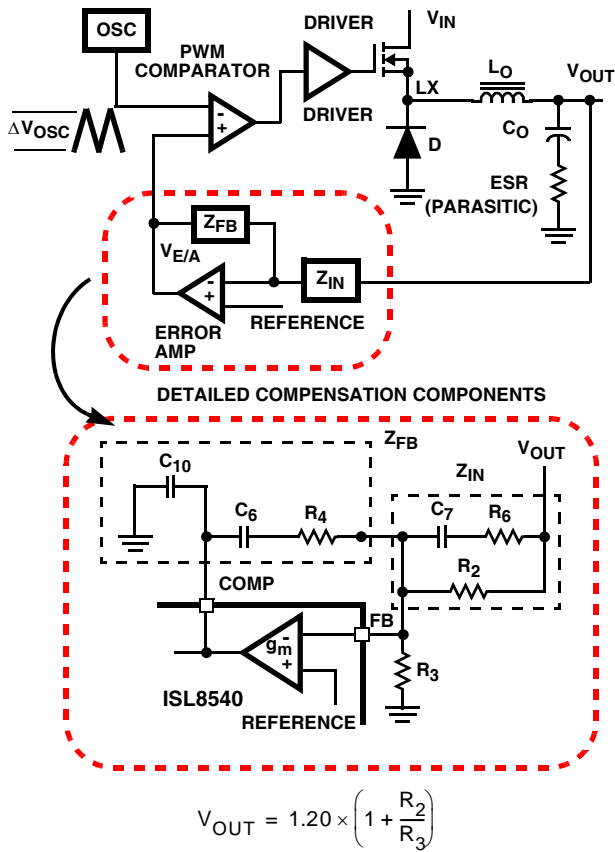 OSC
PWM
COMPARATOR
DRIVER
DRIVER
V_IN
LX
L_O
V_OUT
C_O
D
ESR
(PARASITIC)
ΔV_OSC
Z_FB
V_E/A
-
+
-
+
Z_IN
REFERENCE
ERROR
AMP
DETAILED COMPENSATION COMPONENTS
Z_FB
V_OUT
C_10
Z_IN
C_6
R_4
C_7
R_6
R_2
COMP
FB
g_m
-
+
R_3
ISL8540
REFERENCE
V_OUT = 1.20 × (1 + R_2/R_3)